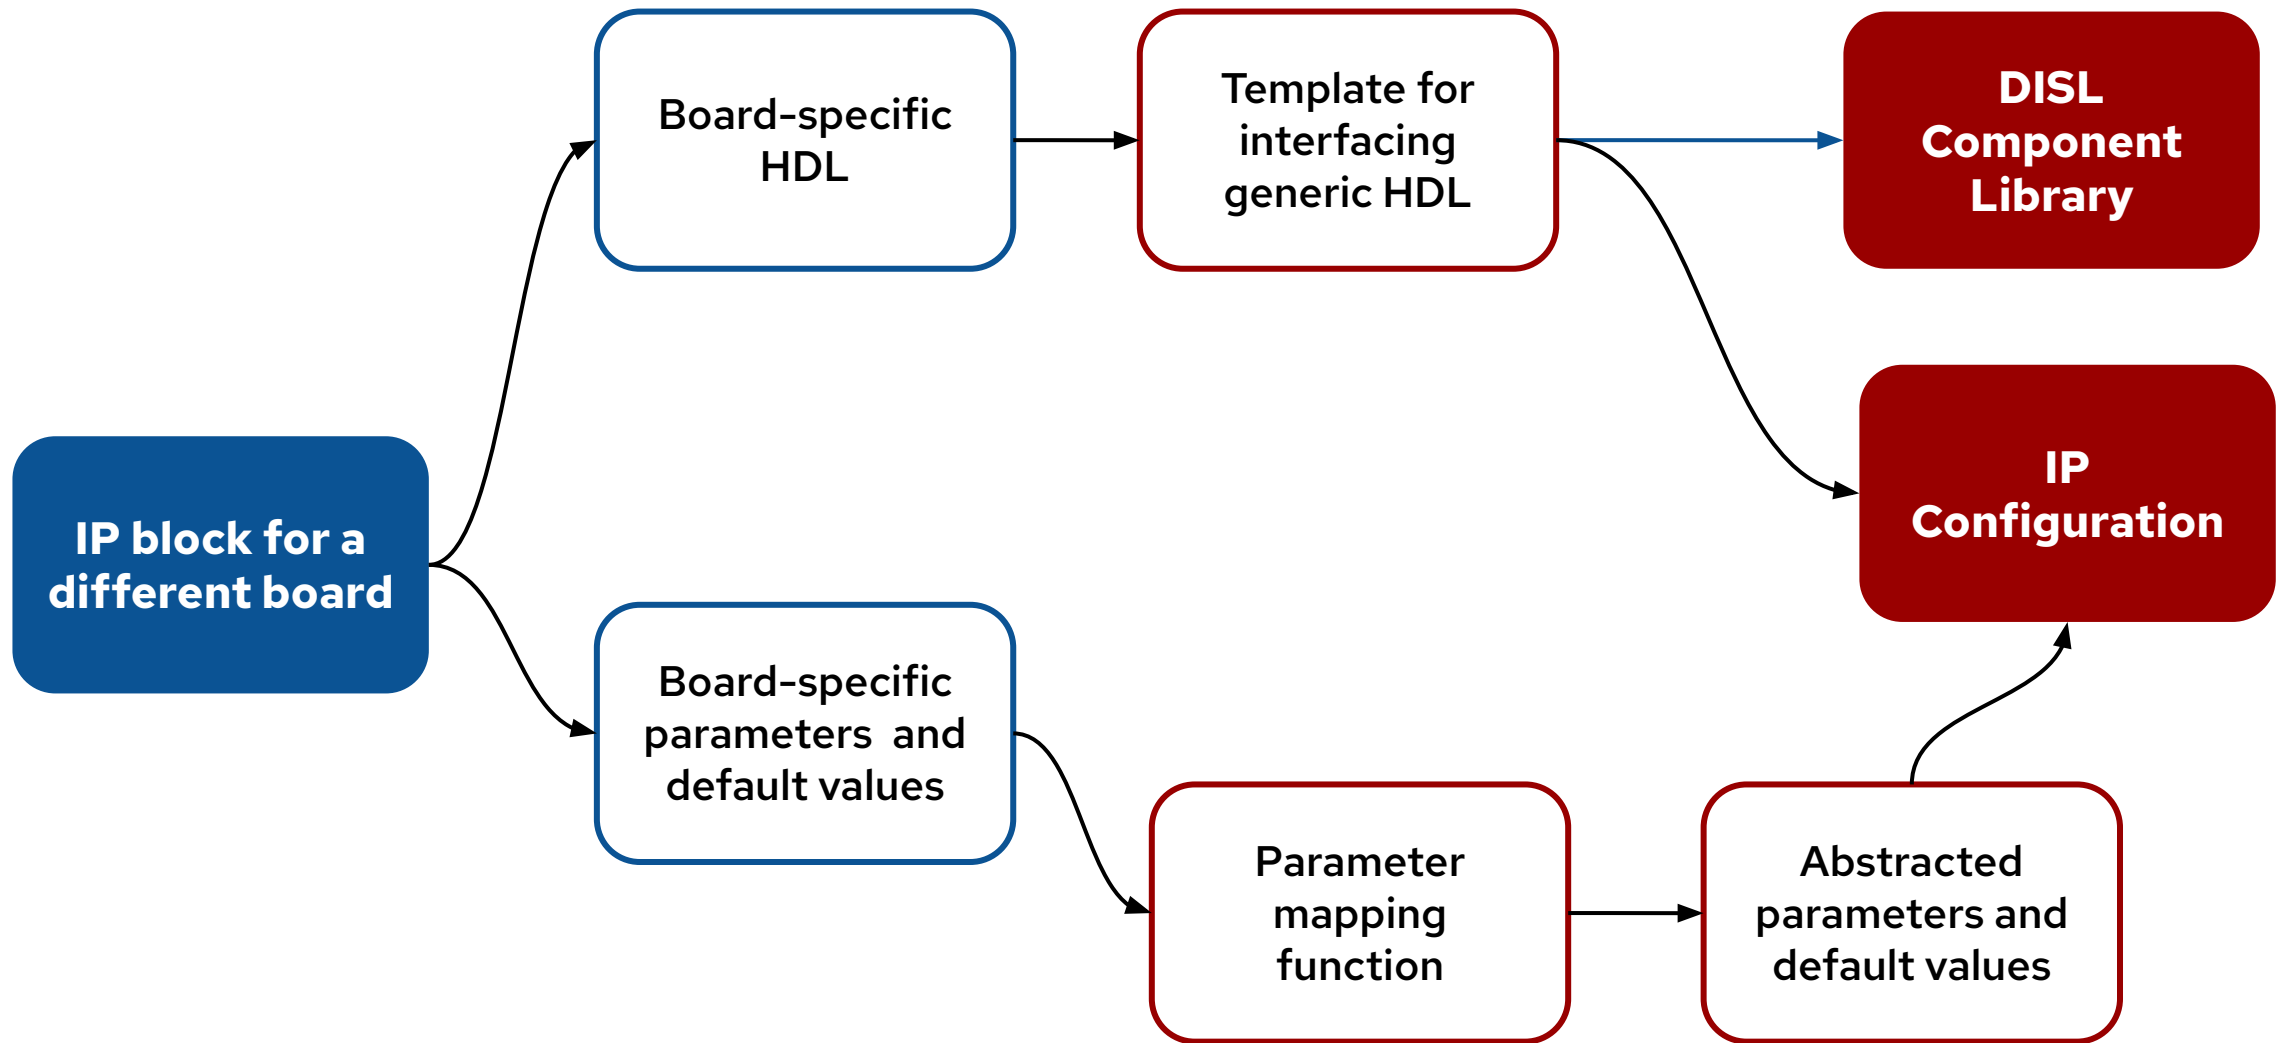 Board-specific
HDL
Template for
interfacing
generic HDL
DISL
Component
Library
IP
Configuration
IP block for a
different board
Board-specific
parameters  and
default values
Parameter
mapping
function
Abstracted
parameters and
default values